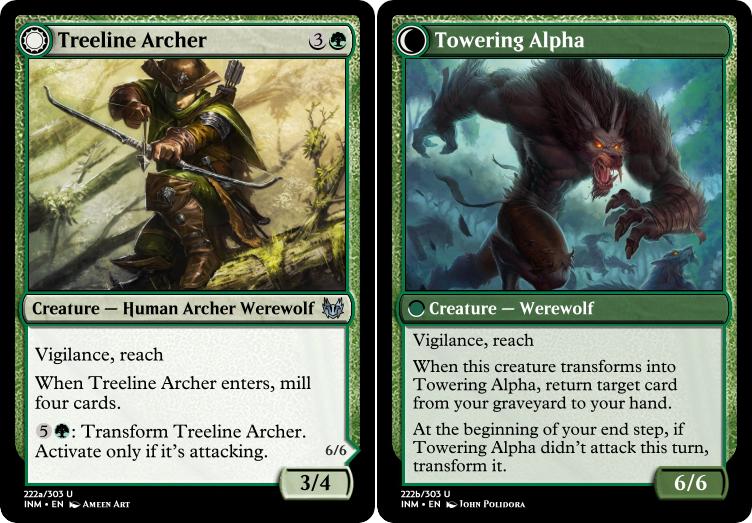 Treeline Archer 3
Creature — Human Archer Werewolf
Vigilance, reach
When Treeline Archer enters, mill
four cards.
5: Transform Treeline Archer.
Activate only if it's attacking.
6/6
3/4
222a/303 U
INM • EN Ameen Art
Towering Alpha
Creature — Werewolf
Vigilance, reach
When this creature transforms into
Towering Alpha, return target card
from your graveyard to your hand.
At the beginning of your end step, if
Towering Alpha didn't attack this turn,
transform it.
6/6
222b/303 U
INM • EN John Polidora